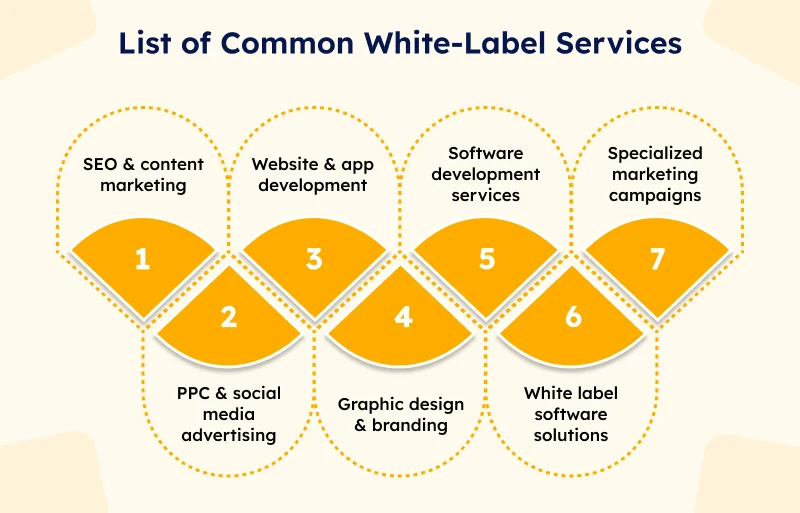 List of Common White-Label Services
SEO & content
marketing
1
2
PPC & social
media
advertising
Website & app
development
3
4
Graphic design
& branding
Software
development
services
5
6
White label
software
solutions
Specialized
marketing
campaigns
7